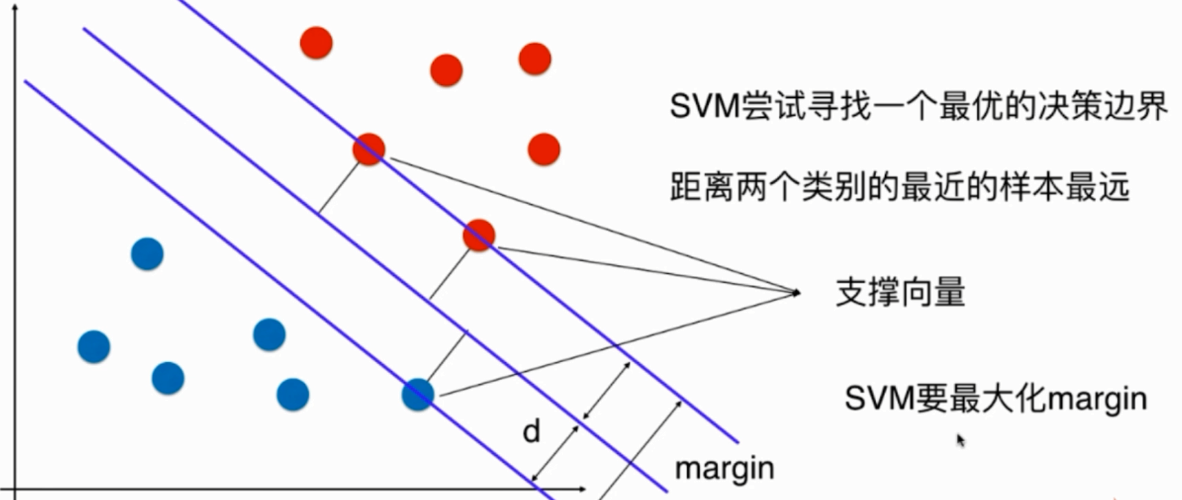 SVM尝试寻找一个最优的决策边界
距离两个类别的最近的样本最远
支撑向量
SVM要最大化margin
d
margin